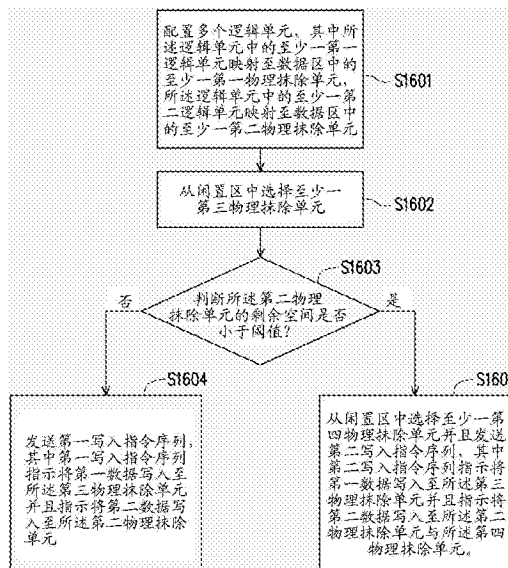 配置多个逻辑单元，其中所
述逻辑单元中的至少一第一
逻辑单元映射至数据区中的
至少一第一物理抹除单元，
所述逻辑单元中的至少一第
二逻辑单元映射至数据区中
的至少一第二物理抹除单元
S1601
从闲置区中选择至少一
第三物理抹除单元
S1602
S1603
判断所述第二物理
抹除单元的剩余空间是否
小于阈值？
否
是
S1604
发送第一写入指令序列，
其中第一写入指令序列
指示将第一数据写入至
所述第三物理抹除单元
并且指示将第二数据写
入至所述第二物理抹除
单元
S160
从闲置区中选择至少一第
四物理抹除单元并且发送
第二写入指令序列、其中
第二写入指令序列指示将
第一数据写入至所述第三
物理抹除单元并且指示将
第二数据写入至所述第二
物理抹除单元与所述第四
物理抹除单元。